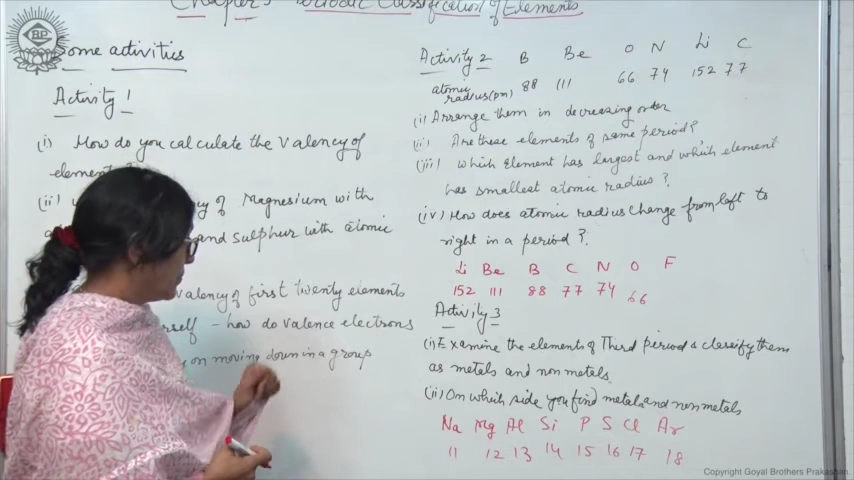 Chapter 5 Periodic Classification of Elements
GBP
Some activities
Activity 1
(i) How do you calculate the valency of
element ?
(ii) of Magnesium with
and sulphur with atomic
valency of first twenty elements
how do valence electrons
on moving down in a group
Activity 2 B Be O N Li C
atomic radius (pm) 88 111 66 74 152 77
(i) Arrange them in decreasing order
(ii) Are these elements of same period?
(iii) which Element has largest and which element
has smallest atomic radius ?
(iv) How does atomic radius change from left to
right in a period ?
Li Be B C N O F
152 111 88 77 74 66
Activity 3
(i) Examine the elements of Third period & classify them
as metals and non metals.
(ii) On which side you find metals and nonmetals
Na Mg Al Si P S Cl Ar
11 12 13 14 15 16 17 18
Copyright Goyal Brothers Prakashan